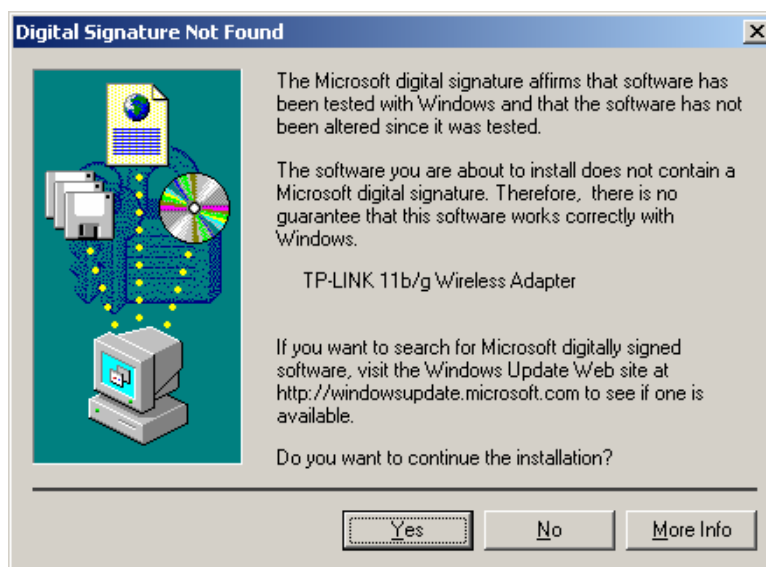 Digital Signature Not Found
The Microsoft digital signature affirms that software has
been tested with Windows and that the software has not
been altered since it was tested.
The software you are about to install does not contain a
Microsoft digital signature. Therefore,  there is no
guarantee that this software works correctly with
Windows.
TP-LINK 11b/g Wireless Adapter
If you want to search for Microsoft digitally signed
software, visit the Windows Update Web site at
http://windowsupdate.microsoft.com to see if one is
available.
Do you want to continue the installation?
Yes No More Info